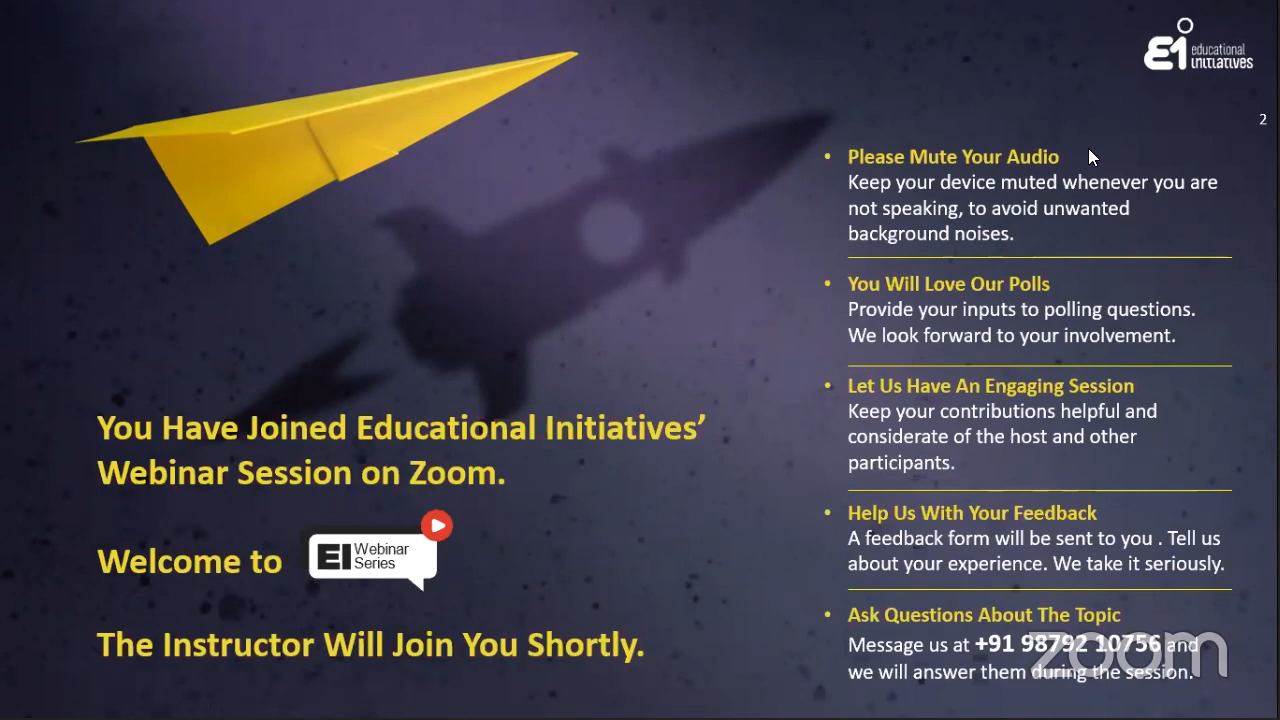 EI educational
initiatives
2
You Have Joined Educational Initiatives’
Webinar Session on Zoom.
Welcome to
EI Webinar
Series
The Instructor Will Join You Shortly.
• Please Mute Your Audio
Keep your device muted whenever you are
not speaking, to avoid unwanted
background noises.
• You Will Love Our Polls
Provide your inputs to polling questions.
We look forward to your involvement.
• Let Us Have An Engaging Session
Keep your contributions helpful and
considerate of the host and other
participants.
• Help Us With Your Feedback
A feedback form will be sent to you . Tell us
about your experience. We take it seriously.
• Ask Questions About The Topic
Message us at +91 98792 10756 and
we will answer them during the session.
zoom